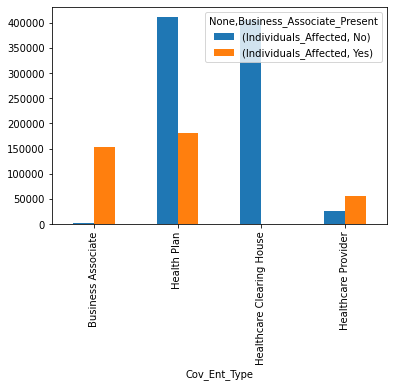 None,Business_Associate_Present
(Individuals_Affected, No)
(Individuals_Affected, Yes)
400000
350000
300000
250000
200000
150000
100000
50000
0
Business Associate
Health Plan
Healthcare Clearing House
Healthcare Provider
Cov_Ent_Type